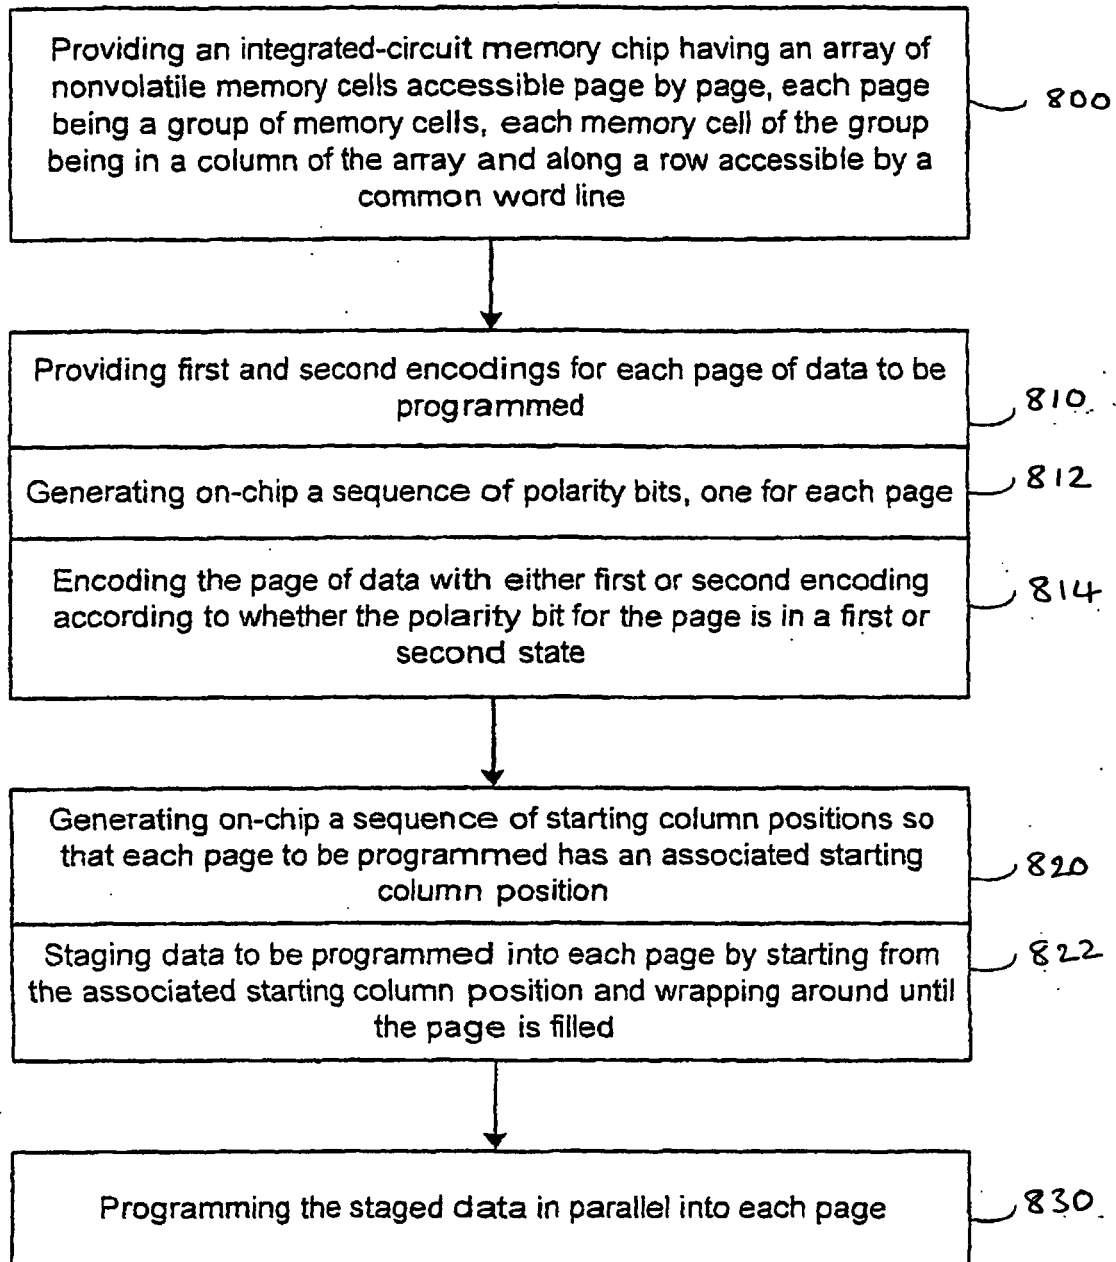 Providing an integrated-circuit memory chip having an array of
nonvolatile memory cells accessible page by page, each page
being a group of memory cells, each memory cell of the group
being in a column of the array and along a row accessible by a
common word line
800
Providing first and second encodings for each page of data to be
programmed
810
Generating on-chip a sequence of polarity bits, one for each page
812
Encoding the page of data with either first or second encoding
according to whether the polarity bit for the page is in a first or
second state
814
Generating on-chip a sequence of starting column positions so
that each page to be programmed has an associated starting
column position
820
Staging data to be programmed into each page by starting from
the associated starting column position and wrapping around until
the page is filled
822
Programming the staged data in parallel into each page
830